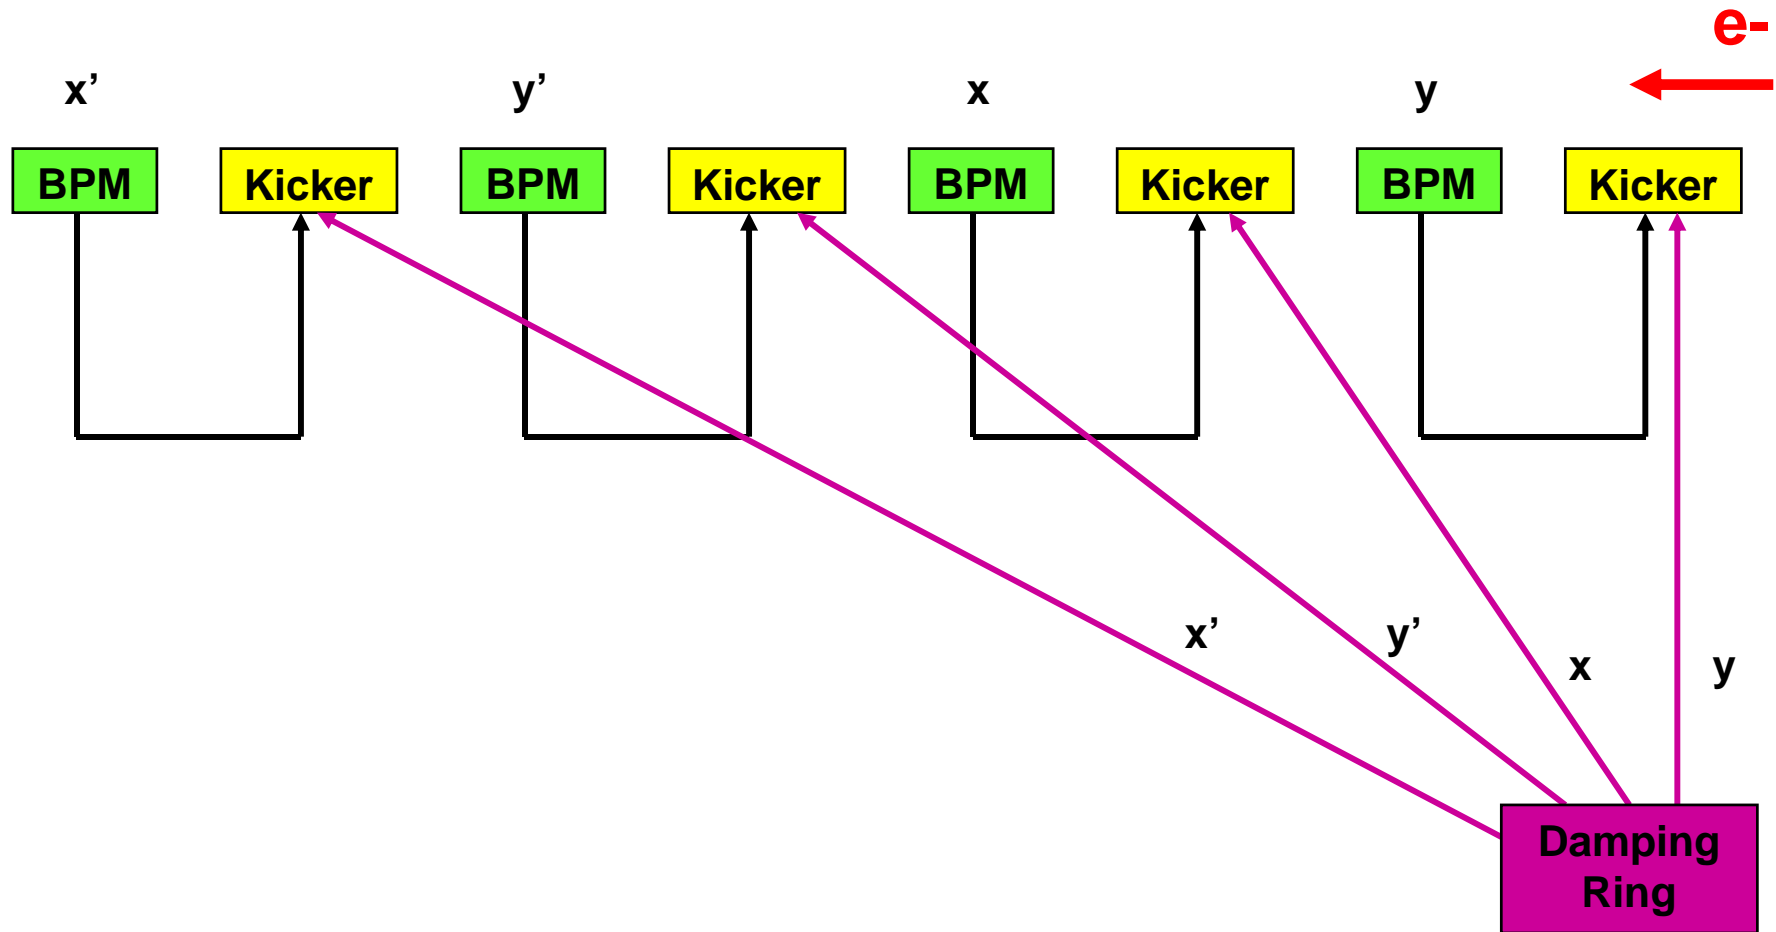 e-
x’ y’ x y
BPM Kicker BPM Kicker BPM Kicker BPM Kicker
x’ y’ x y
Damping
Ring